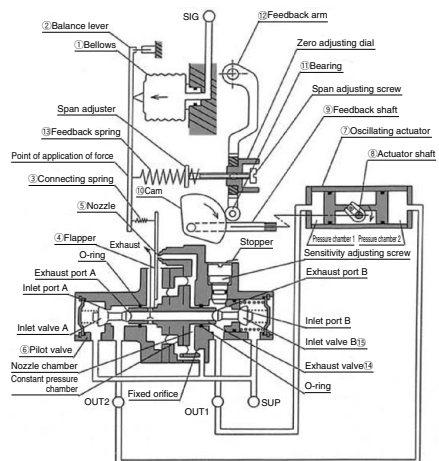 SIG
⑫Feedback arm
②Balance lever
①Bellows
Zero adjusting dial
⑪Bearing
Span adjusting screw
⑨Feedback shaft
⑦Oscillating actuator
⑧Actuator shaft
Span adjuster
⑬Feedback spring
Point of application of force
③Connecting spring
⑩Cam
⑤Nozzle
④Flapper
Exhaust
O-ring
Exhaust port A
Inlet port A
Inlet valve A
⑥Pilot valve
Nozzle chamber
Constant pressure
chamber
Fixed orifice
Pressure chamber 1
Pressure chamber 2
Stopper
Sensitivity adjusting screw
Exhaust port B
Inlet port B
Inlet valve B⑮
Exhaust valve⑭
O-ring
OUT2
OUT1
SUP